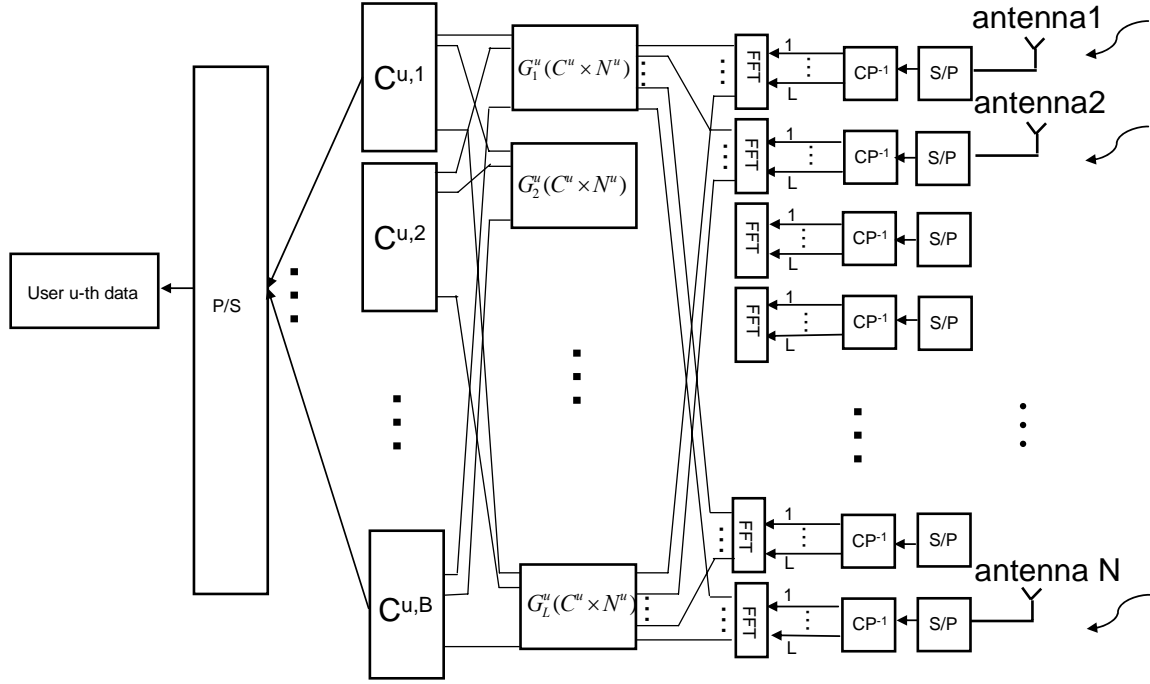 User u-th data
P/S
C^{u,1}
C^{u,2}
C^{u,B}
G_1^u(C^u × N^u)
G_2^u(C^u × N^u)
G_L^u(C^u × N^u)
FFT
1
L
CP⁻¹
S/P
antenna1
FFT
1
L
CP⁻¹
S/P
antenna2
FFT
1
L
CP⁻¹
S/P
FFT
1
L
CP⁻¹
S/P
FFT
1
L
CP⁻¹
S/P
FFT
1
L
CP⁻¹
S/P
antenna N